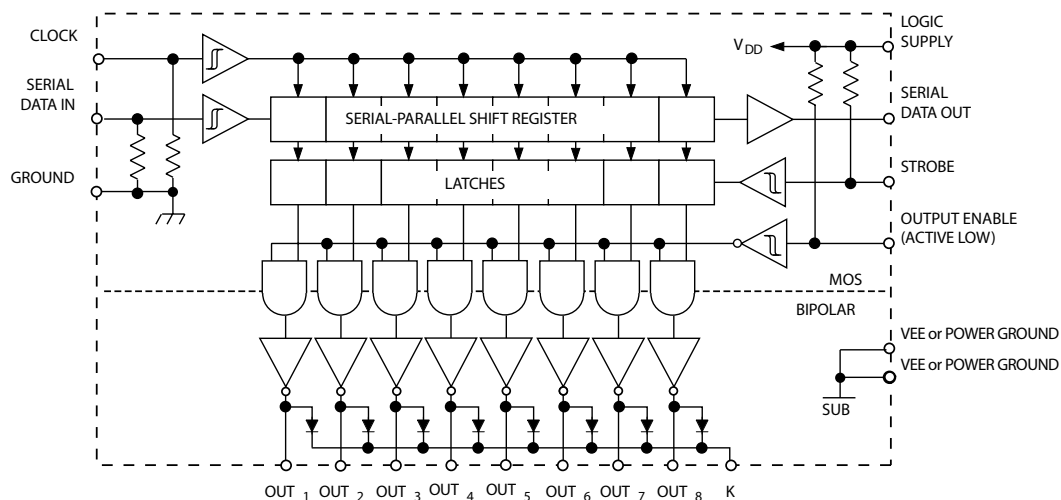 CLOCK
SERIAL
DATA IN
GROUND
V DD
LOGIC
SUPPLY
SERIAL
DATA OUT
STROBE
OUTPUT ENABLE
(ACTIVE LOW)
SERIAL-PARALLEL SHIFT REGISTER
LATCHES
MOS
BIPOLAR
VEE or POWER GROUND
VEE or POWER GROUND
SUB
OUT 1
OUT 2
OUT 3
OUT 4
OUT 5
OUT 6
OUT 7
OUT 8
K